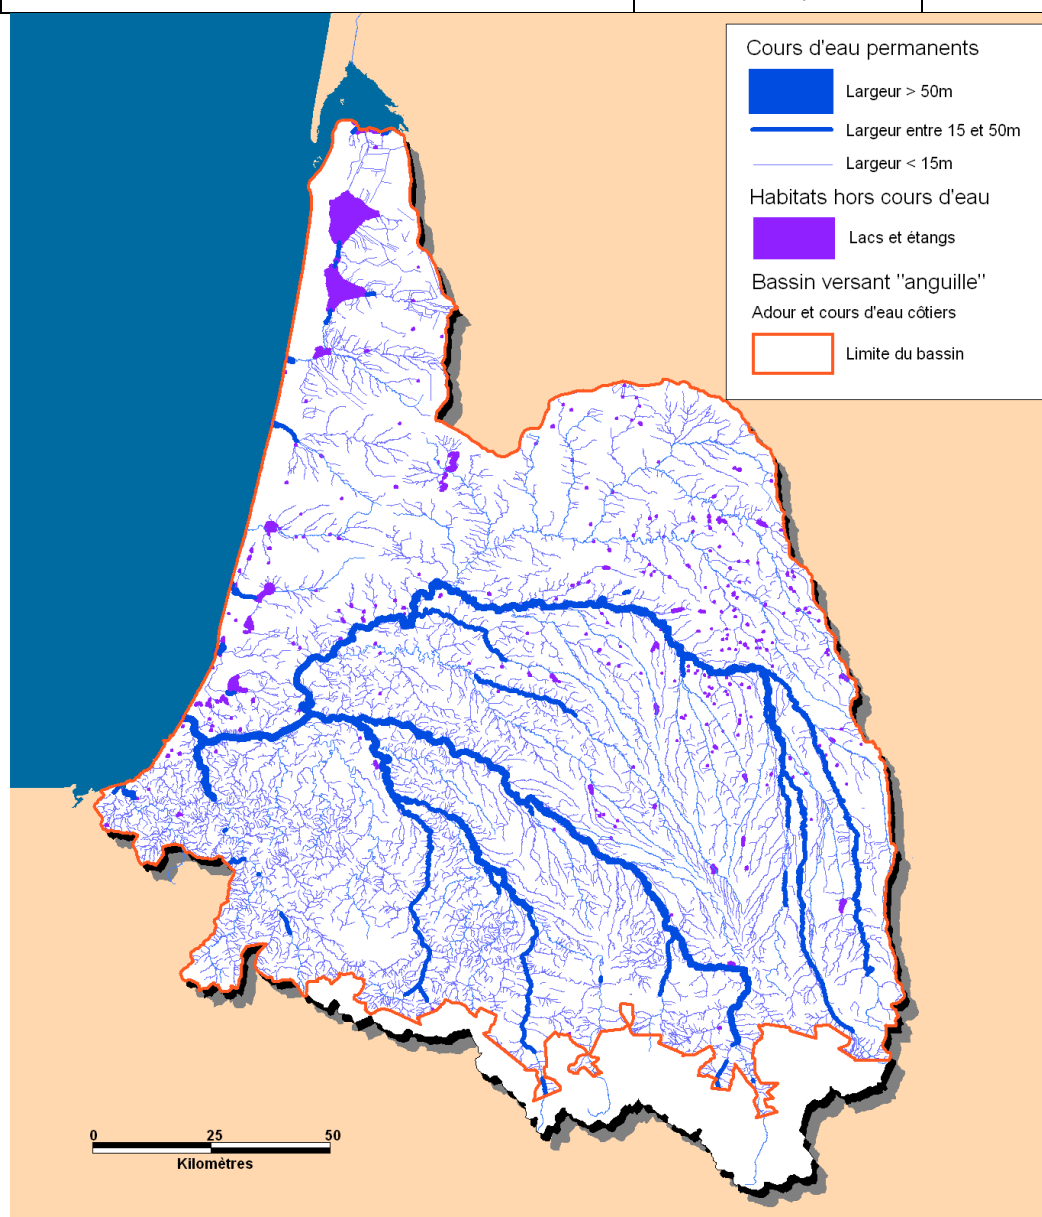 Cours d'eau permanents
Largeur > 50m
Largeur entre 15 et 50m
Largeur < 15m
Habitats hors cours d'eau
Lacs et étangs
Bassin versant "anguille"
Adour et cours d'eau côtiers
Limite du bassin
0 25 50
Kilomètres